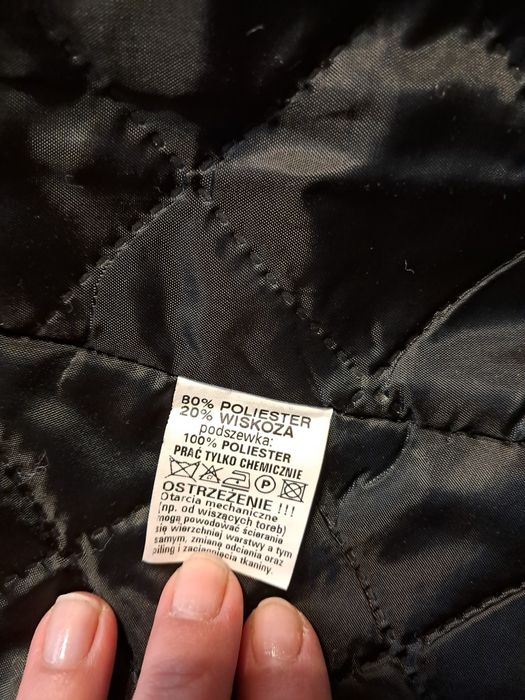 80% POLIESTER
20% WISKOZA
podszewka:
100% POLIESTER
PRAĆ TYLKO CHEMICZNIE
P
OSTRZEŻENIE !!!
Otarcia mechaniczne
(np. od wiszących toreb)
mogą powodować ścieranie
się wierzchniej warstwy a tym
samym, zmianę odcienia oraz
piling i zaciągnięcia tkaniny.